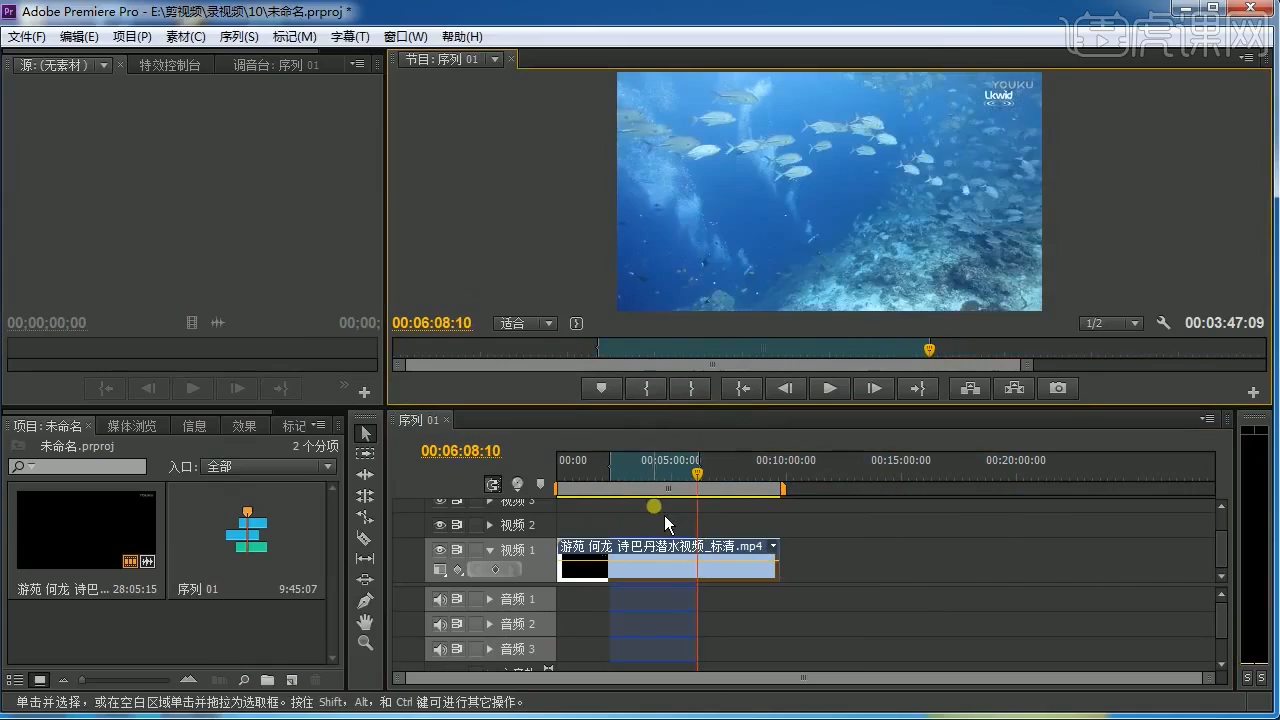 Adobe Premiere Pro - E:\剪视频\录视频\10\未命名.prproj *
虎课网
文件(F) 编辑(E) 项目(P) 素材(C) 序列(S) 标记(M) 字幕(T) 窗口(W) 帮助(H)
源:(无素材) 特效控制台 调音台: 序列 01
节目: 序列 01
YOUKU
Lkwid
00;00;00;00 00;00;
00:06:08:10 适合 1/2 00:03:47:09
项目: 未命名 媒体浏览 信息 效果 标记
未命名.prproj 2 个分项
入口: 全部
游苑 何龙 诗巴... 28:05:15 序列 01 9:45:07
序列 01
00:06:08:10
00:00 00:05:00:00 00:10:00:00 00:15:00:00 00:20:00:00
视频 3
视频 2
视频 1
游苑 何龙 诗巴丹潜水视频_标清.mp4
音频 1
音频 2
音频 3
S S
单击并选择，或在空白区域单击并拖拉为选取框。按住 Shift, Alt, 和 Ctrl 键可进行其它操作。